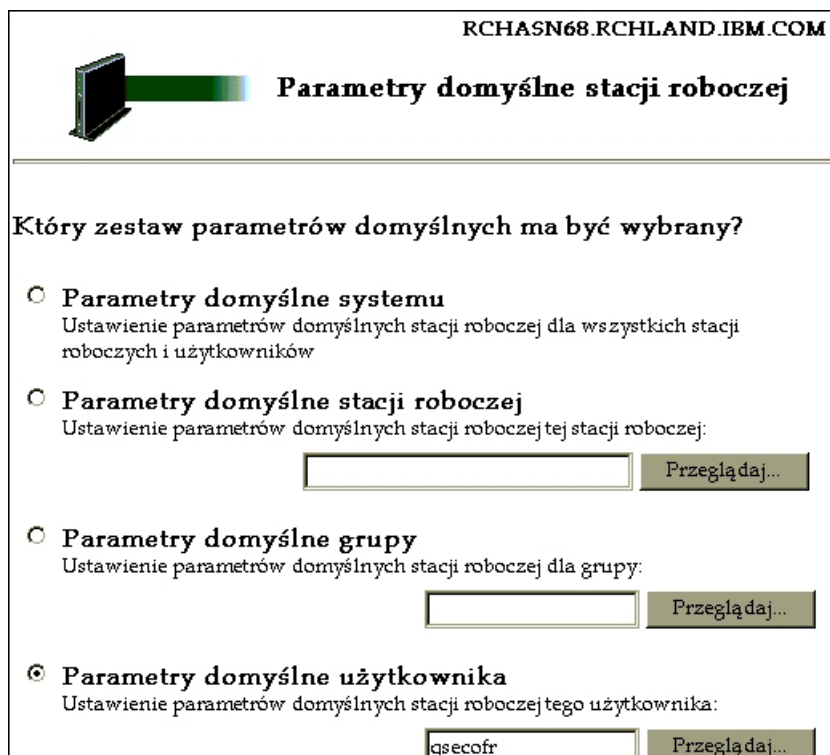 RCHASN68.RCHLAND.IBM.COM
Parametry domyślne stacji roboczej
Który zestaw parametrów domyślnych ma być wybrany?
Parametry domyślne systemu
Ustawienie parametrów domyślnych stacji roboczej dla wszystkich stacji
roboczych i użytkowników
Parametry domyślne stacji roboczej
Ustawienie parametrów domyślnych stacji roboczej tej stacji roboczej:
Przeglądaj...
Parametry domyślne grupy
Ustawienie parametrów domyślnych stacji roboczej dla grupy:
Przeglądaj...
Parametry domyślne użytkownika
Ustawienie parametrów domyślnych stacji roboczej tego użytkownika:
qsecofr Przeglądaj...